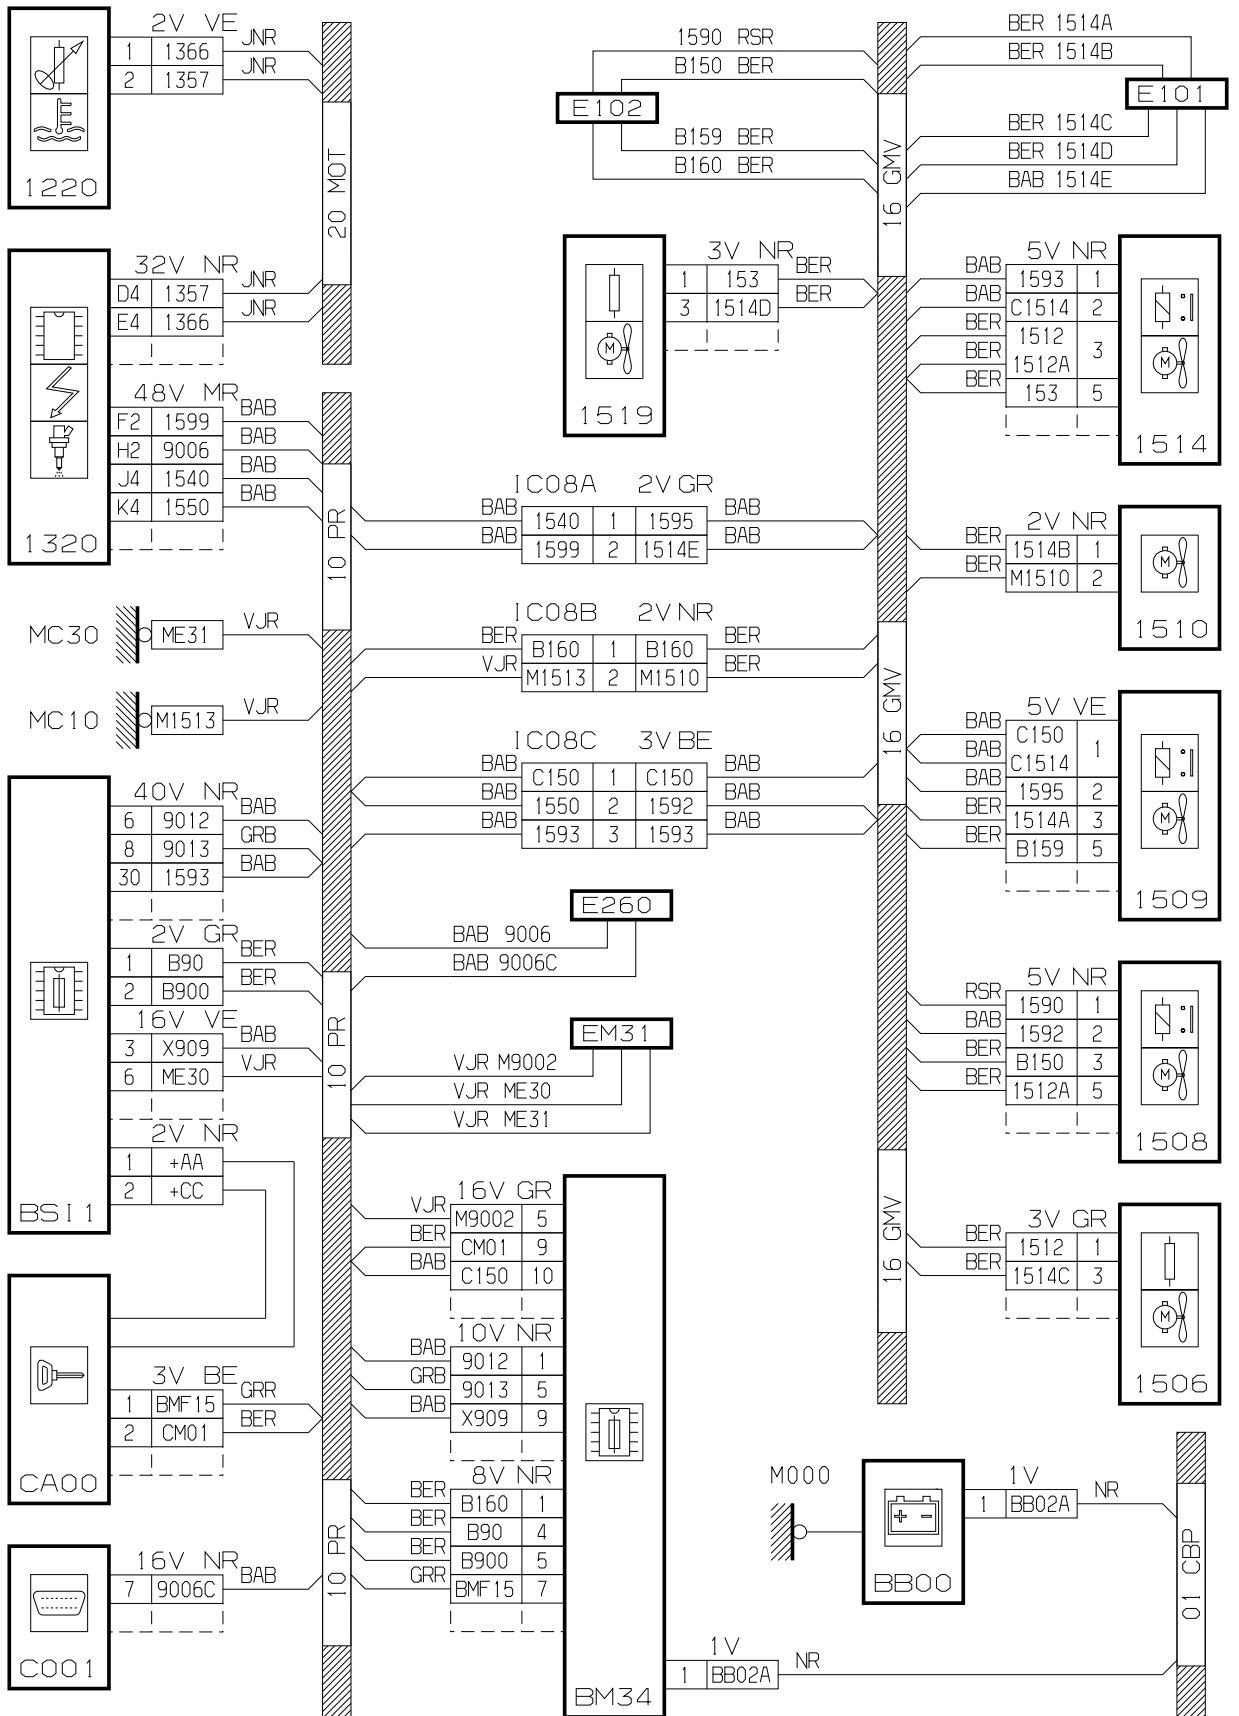 2V VE
1 1366 JNR
2 1357 JNR
1220
20 MOT
32V NR
D4 1357 JNR
E4 1366 JNR
48V MR
F2 1599 BAB
H2 9006 BAB
J4 1540 BAB
K4 1550 BAB
1320
10 PR
MC30 ME31 VJR
MC10 M1513 VJR
40V NR
6 9012 BAB
8 9013 GRB
30 1593 BAB
2V GR
1 B90 BER
2 B900 BER
16V VE
3 X909 BAB
6 ME30 VJR
2V NR
1 +AA
2 +CC
BSI1
10 PR
3V BE
1 BMF15 GRR
2 CM01 BER
CA00
16V NR
7 9006C BAB
C001
10 PR
1590 RSR
B150 BER
E102
B159 BER
B160 BER
16 GMV
3V NR
1 153 BER
3 1514D BER
1519
IC08A 2V GR
BAB 1540 1 1595 BAB
BAB 1599 2 1514E BAB
IC08B 2V NR
BER B160 1 B160 BER
VJR M1513 2 M1510 BER
IC08C 3V BE
BAB C150 1 C150 BAB
BAB 1550 2 1592 BAB
BAB 1593 3 1593 BAB
16 GMV
E260
BAB 9006
BAB 9006C
EM31
VJR M9002
VJR ME30
VJR ME31
16V GR
VJR M9002 5
BER CM01 9
BAB C150 10
10V NR
BAB 9012 1
GRB 9013 5
BAB X909 9
8V NR
BER B160 1
BER B90 4
BER B900 5
GRR BMF15 7
BM34
1V
1 BB02A NR
16 GMV
BER 1514A
BER 1514B
E101
BER 1514C
BER 1514D
BAB 1514E
5V NR
BAB 1593 1
BAB C1514 2
BER 1512
BER 1512A 3
BER 153 5
1514
M
2V NR
BER 1514B 1
BER M1510 2
1510
M
5V VE
BAB C150
BAB C1514 1
BAB 1595 2
BER 1514A 3
BER B159 5
1509
M
5V NR
RSR 1590 1
BAB 1592 2
BER B150 3
BER 1512A 5
1508
M
3V GR
BER 1512 1
BER 1514C 3
1506
M
M
M000
+ -
BB00
1V
1 BB02A NR
01 CBP